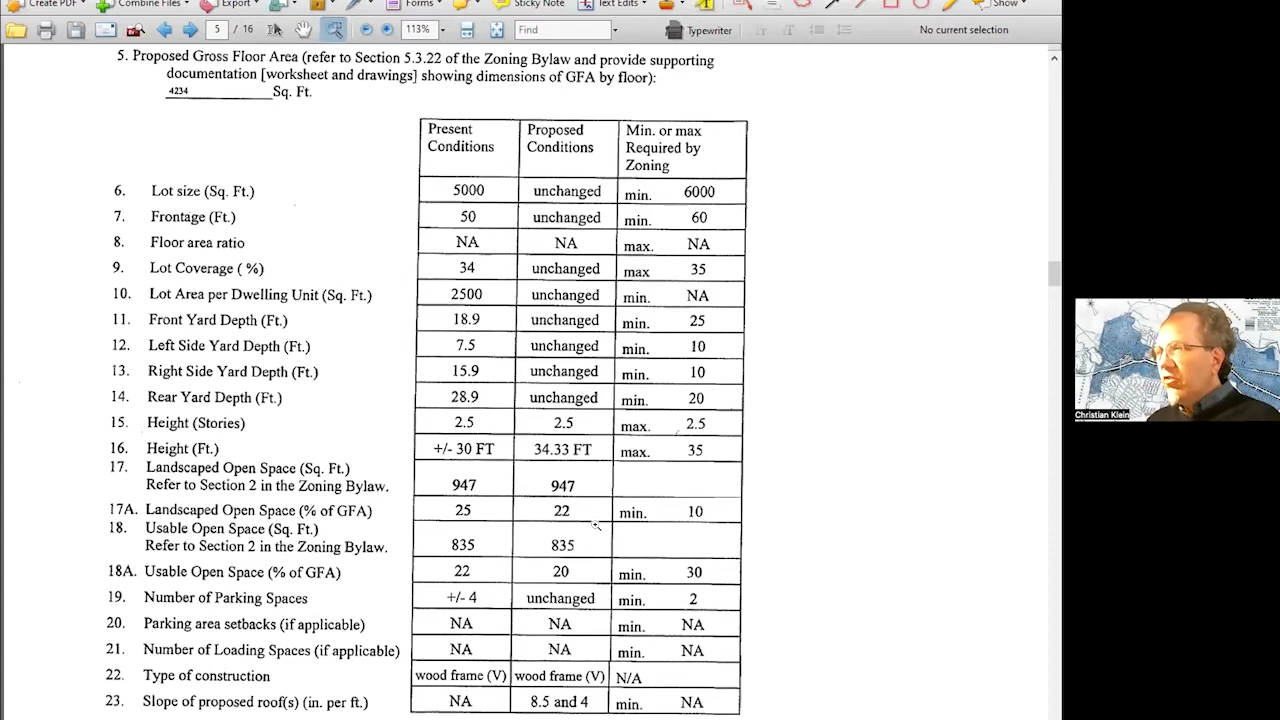 Create PDF Combine Files Export Forms Sticky Note Text Edits Show
5 / 16 113% Find Typewriter No current selection
5. Proposed Gross Floor Area (refer to Section 5.3.22 of the Zoning Bylaw and provide supporting
documentation [worksheet and drawings] showing dimensions of GFA by floor):
4234 Sq. Ft.
Present Conditions Proposed Conditions Min. or max Required by Zoning
6. Lot size (Sq. Ft.) 5000 unchanged min. 6000
7. Frontage (Ft.) 50 unchanged min. 60
8. Floor area ratio NA NA max. NA
9. Lot Coverage ( %) 34 unchanged max 35
10. Lot Area per Dwelling Unit (Sq. Ft.) 2500 unchanged min. NA
11. Front Yard Depth (Ft.) 18.9 unchanged min. 25
12. Left Side Yard Depth (Ft.) 7.5 unchanged min. 10
13. Right Side Yard Depth (Ft.) 15.9 unchanged min. 10
14. Rear Yard Depth (Ft.) 28.9 unchanged min. 20
15. Height (Stories) 2.5 2.5 max. 2.5
16. Height (Ft.) +/- 30 FT 34.33 FT max. 35
17. Landscaped Open Space (Sq. Ft.)
Refer to Section 2 in the Zoning Bylaw. 947 947
17A. Landscaped Open Space (% of GFA) 25 22 min. 10
18. Usable Open Space (Sq. Ft.)
Refer to Section 2 in the Zoning Bylaw. 835 835
18A. Usable Open Space (% of GFA) 22 20 min. 30
19. Number of Parking Spaces +/- 4 unchanged min. 2
20. Parking area setbacks (if applicable) NA NA min. NA
21. Number of Loading Spaces (if applicable) NA NA min. NA
22. Type of construction wood frame (V) wood frame (V) N/A
23. Slope of proposed roof(s) (in. per ft.) NA 8.5 and 4 min. NA
Christian Klein